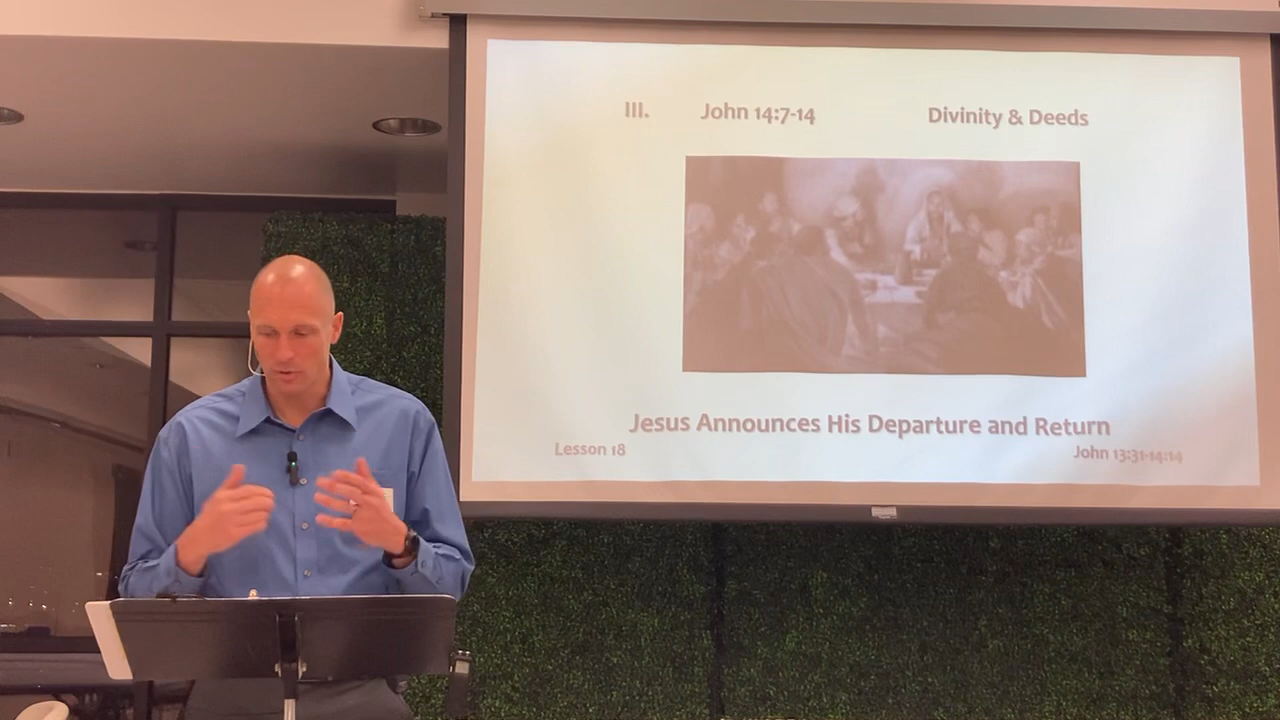 III. John 14:7-14 Divinity & Deeds
Jesus Announces His Departure and Return
Lesson 18 John 13:31-14:14